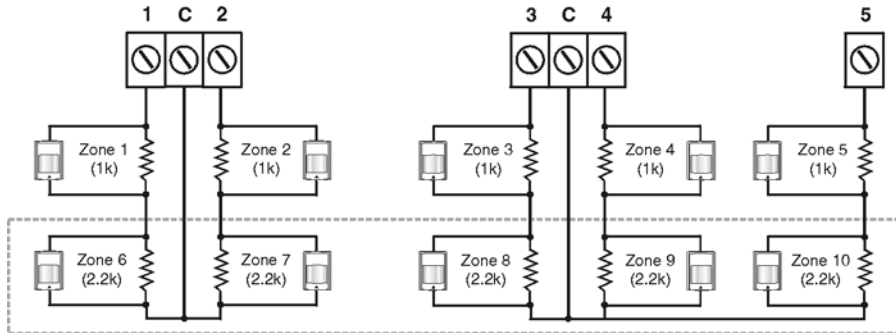 1 C 2 3 C 4 5
Zone 1 Zone 2 Zone 3 Zone 4 Zone 5
(1k) (1k) (1k) (1k) (1k)
Zone 6 Zone 7 Zone 8 Zone 9 Zone 10
(2.2k) (2.2k) (2.2k) (2.2k) (2.2k)